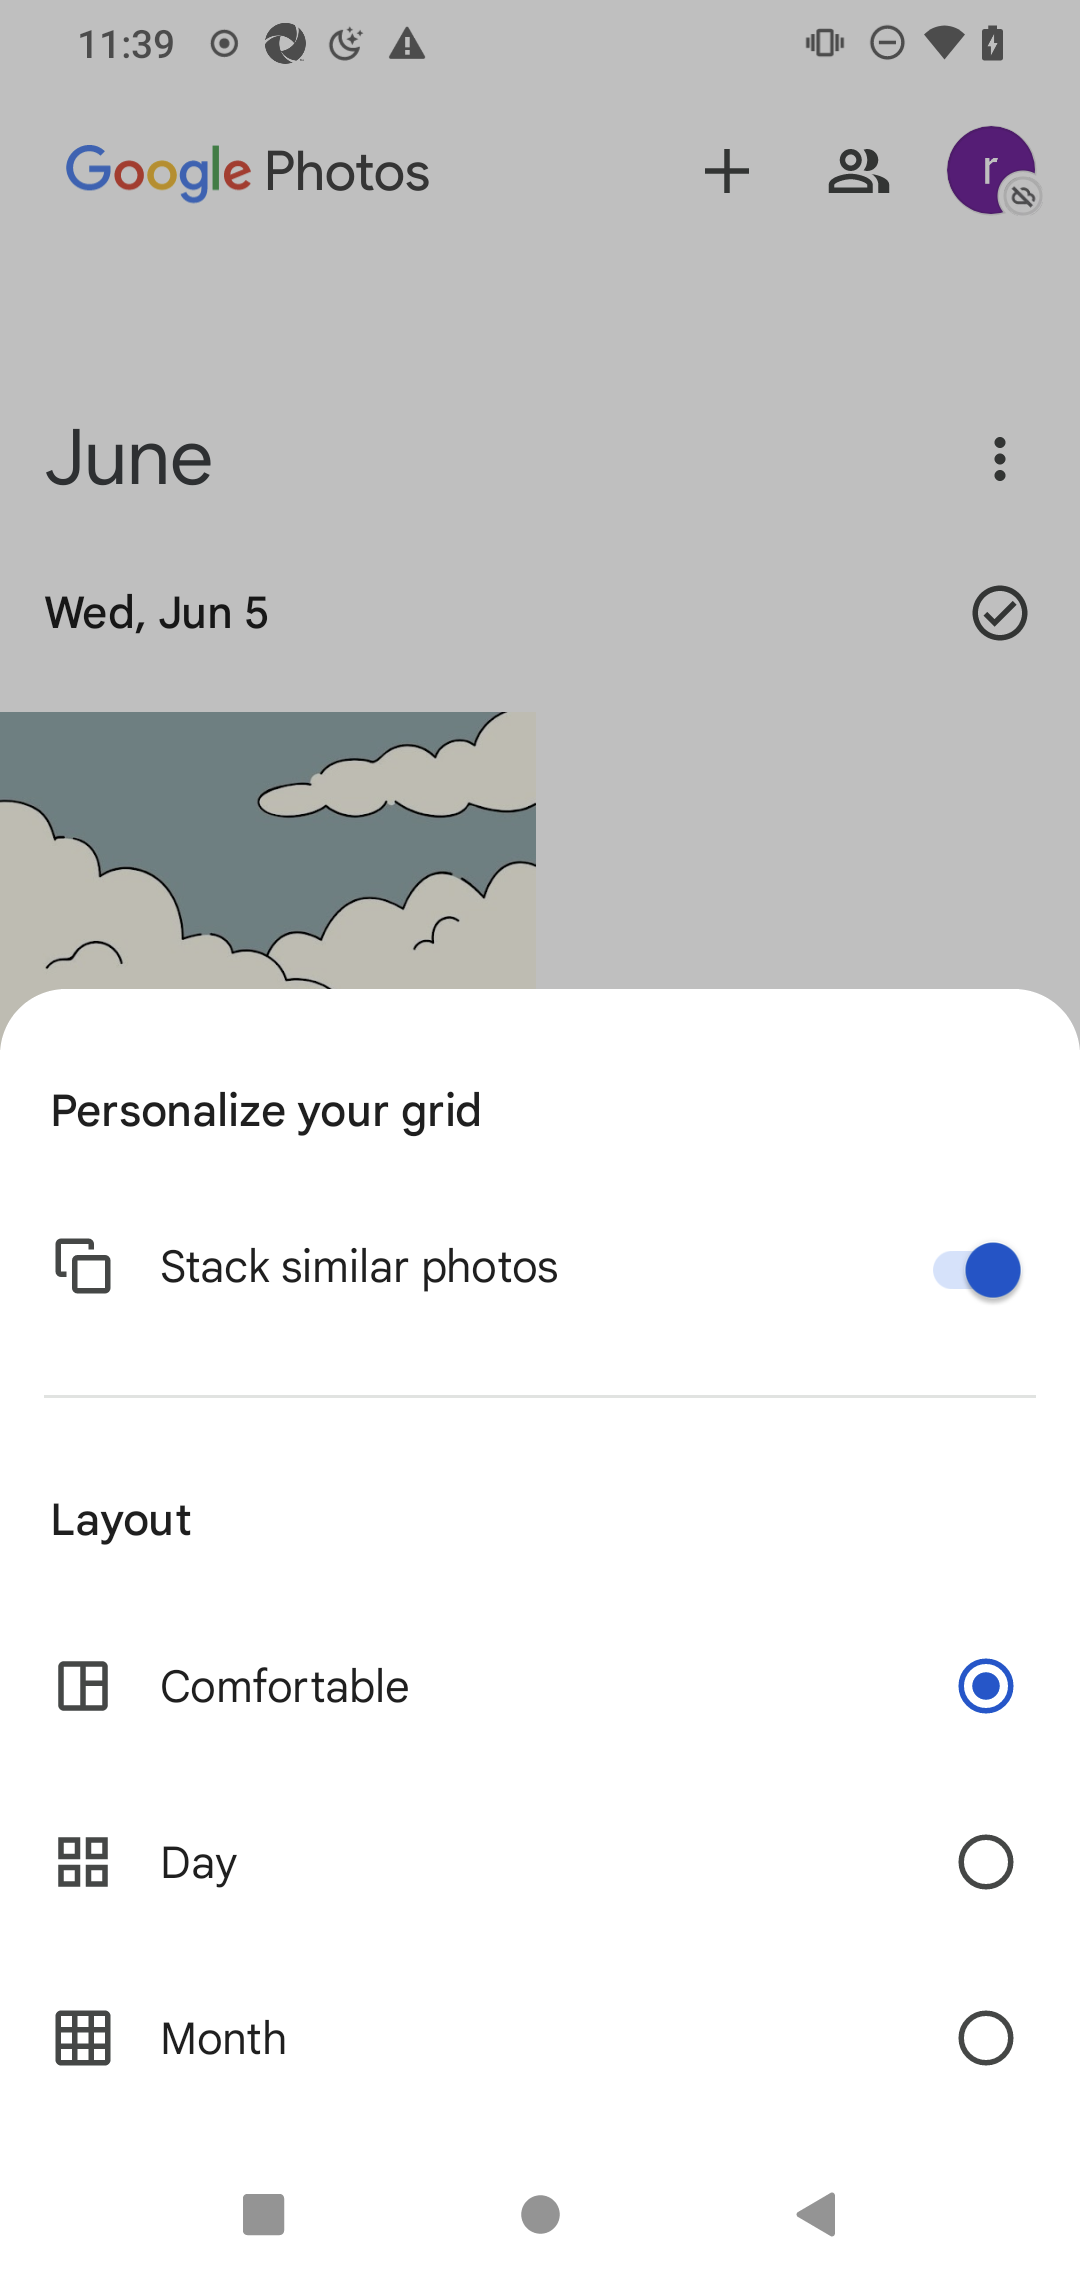 11:39
Google Photos
r
June
Wed, Jun 5
Personalize your grid
Stack similar photos
Layout
Comfortable
Day
Month